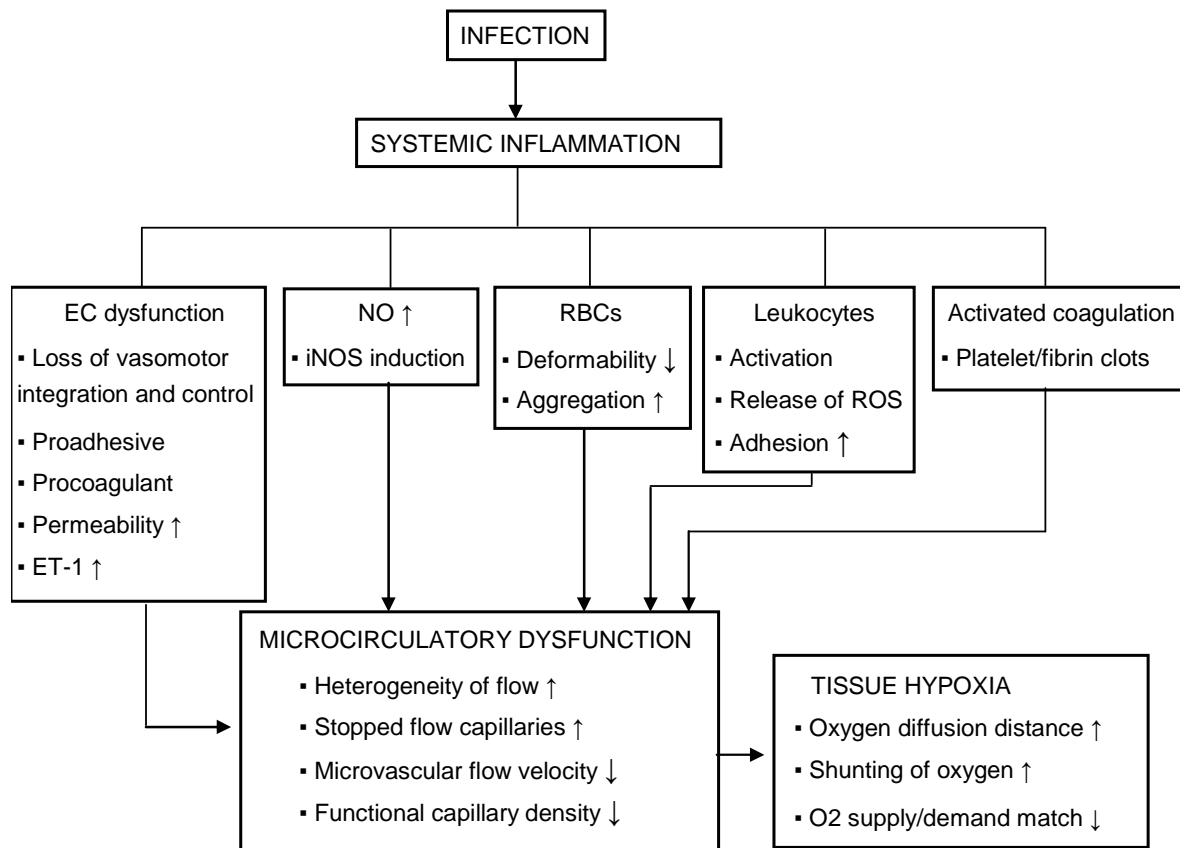 INFECTION
SYSTEMIC INFLAMMATION
EC dysfunction
▪ Loss of vasomotor
integration and control
▪ Proadhesive
▪ Procoagulant
▪ Permeability ↑
▪ ET-1 ↑
NO ↑
▪ iNOS induction
RBCs
▪ Deformability ↓
▪ Aggregation ↑
Leukocytes
▪ Activation
▪ Release of ROS
▪ Adhesion ↑
Activated coagulation
▪ Platelet/fibrin clots
MICROCIRCULATORY DYSFUNCTION
▪ Heterogeneity of flow ↑
▪ Stopped flow capillaries ↑
▪ Microvascular flow velocity ↓
▪ Functional capillary density ↓
TISSUE HYPOXIA
▪ Oxygen diffusion distance ↑
▪ Shunting of oxygen ↑
▪ O2 supply/demand match ↓